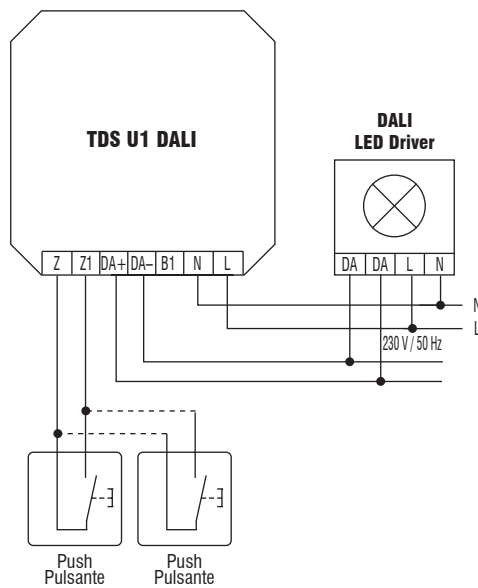 TDS U1 DALI
DALI
LED Driver
Z Z1 DA+ DA– B1 N L
DA DA L N
N
L
230 V / 50 Hz
Push
Pulsante
Push
Pulsante